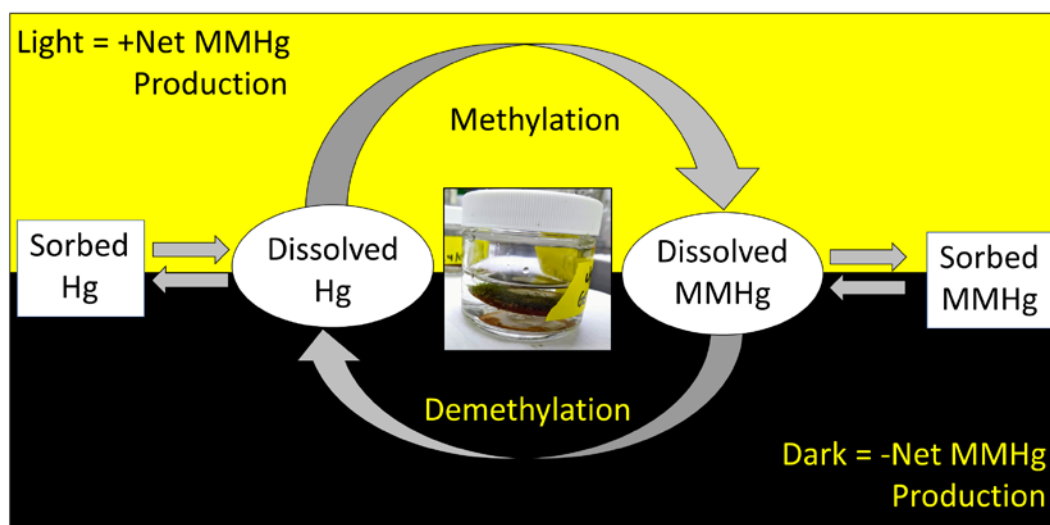 Light = +Net MMHg
Production
Methylation
Sorbed
Hg
Dissolved
Hg
Dissolved
MMHg
Sorbed
MMHg
Demethylation
Dark = -Net MMHg
Production